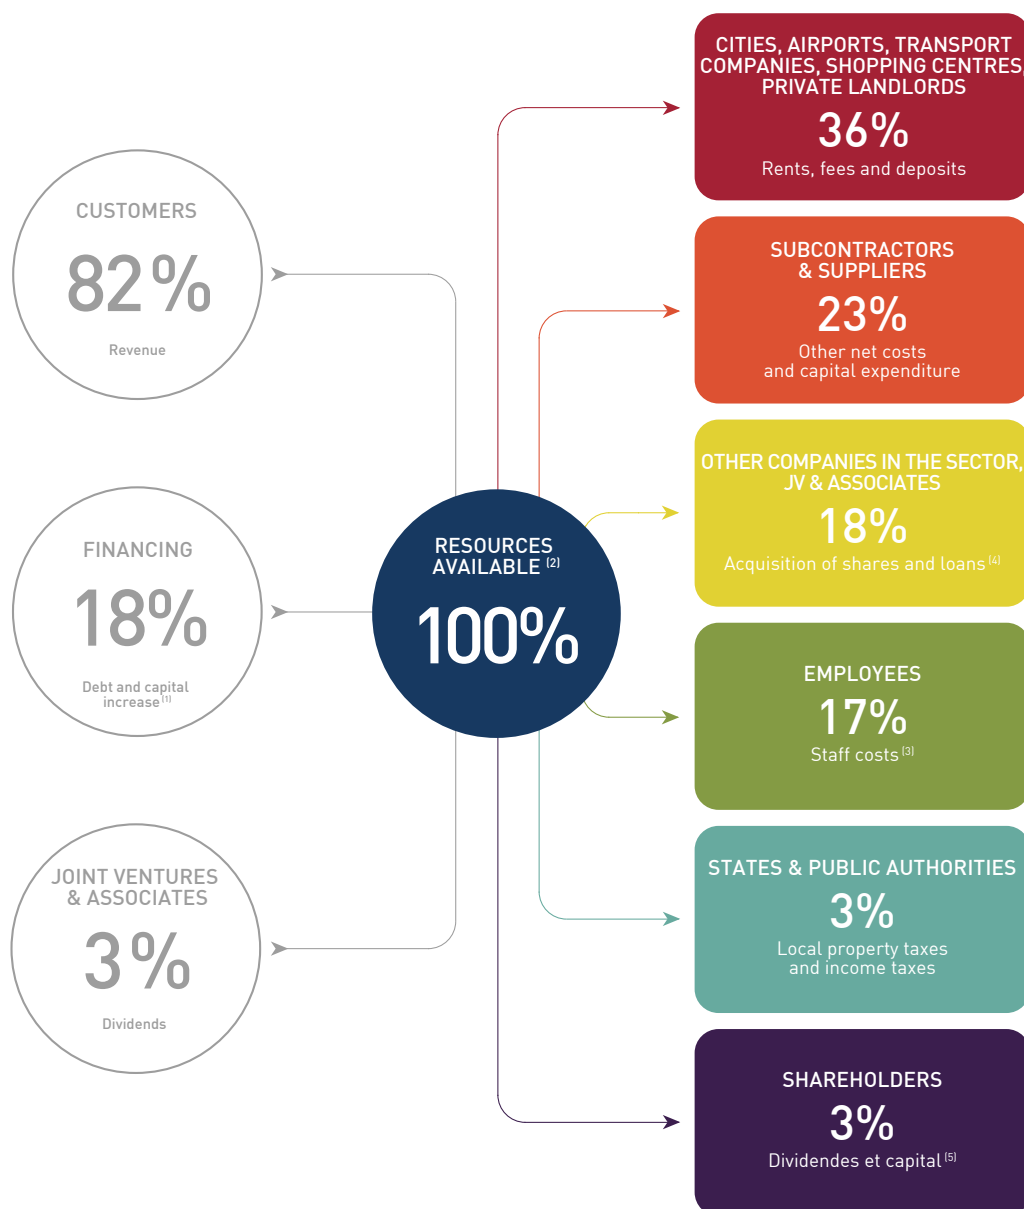 CUSTOMERS
82%
Revenue
FINANCING
18%
Debt and capital
increase (1)
JOINT VENTURES
& ASSOCIATES
3%
Dividends
RESOURCES
AVAILABLE (2)
100%
CITIES, AIRPORTS, TRANSPORT
COMPANIES, SHOPPING CENTRES,
PRIVATE LANDLORDS
36%
Rents, fees and deposits
SUBCONTRACTORS
& SUPPLIERS
23%
Other net costs
and capital expenditure
OTHER COMPANIES IN THE SECTOR,
JV & ASSOCIATES
18%
Acquisition of shares and loans (4)
EMPLOYEES
17%
Staff costs (3)
STATES & PUBLIC AUTHORITIES
3%
Local property taxes
and income taxes
SHAREHOLDERS
3%
Dividendes et capital (5)